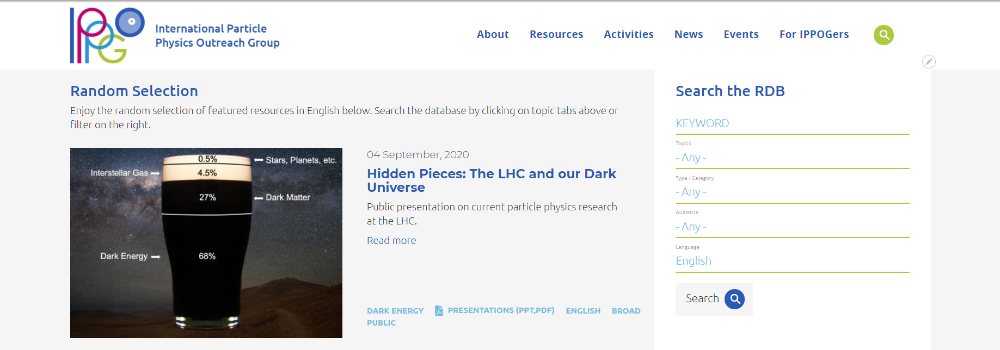 IPPOG
International Particle
Physics Outreach Group
About
Resources
Activities
News
Events
For IPPOGers
Random Selection
Enjoy the random selection of featured resources in English below. Search the database by clicking on topic tabs above or
filter on the right.
0.5%
Stars, Planets, etc.
Interstellar Gas
4.5%
27%
Dark Matter
Dark Energy
68%
04 September, 2020
Hidden Pieces: The LHC and our Dark
Universe
Public presentation on current particle physics research
at the LHC.
Read more
DARK ENERGY
PRESENTATIONS (PPT,PDF)
ENGLISH
BROAD
PUBLIC
Search the RDB
KEYWORD
Topics
- Any -
Type / Category
- Any -
Audience
- Any -
Language
English
Search